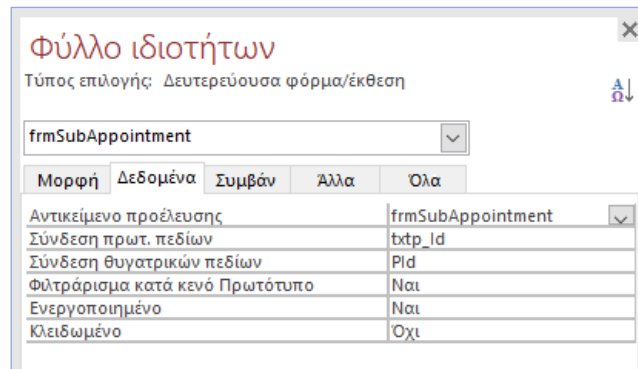 Φύλλο ιδιοτήτων
Τύπος επιλογής: Δευτερεύουσα φόρμα/έκθεση
Α
Ω
frmSubAppointment
Μορφή Δεδομένα Συμβάν Άλλα Όλα
Αντικείμενο προέλευσης frmSubAppointment
Σύνδεση πρωτ. πεδίων txtp_Id
Σύνδεση θυγατρικών πεδίων PId
Φιλτράρισμα κατά κενό Πρωτότυπο Ναι
Ενεργοποιημένο Ναι
Κλειδωμένο Όχι